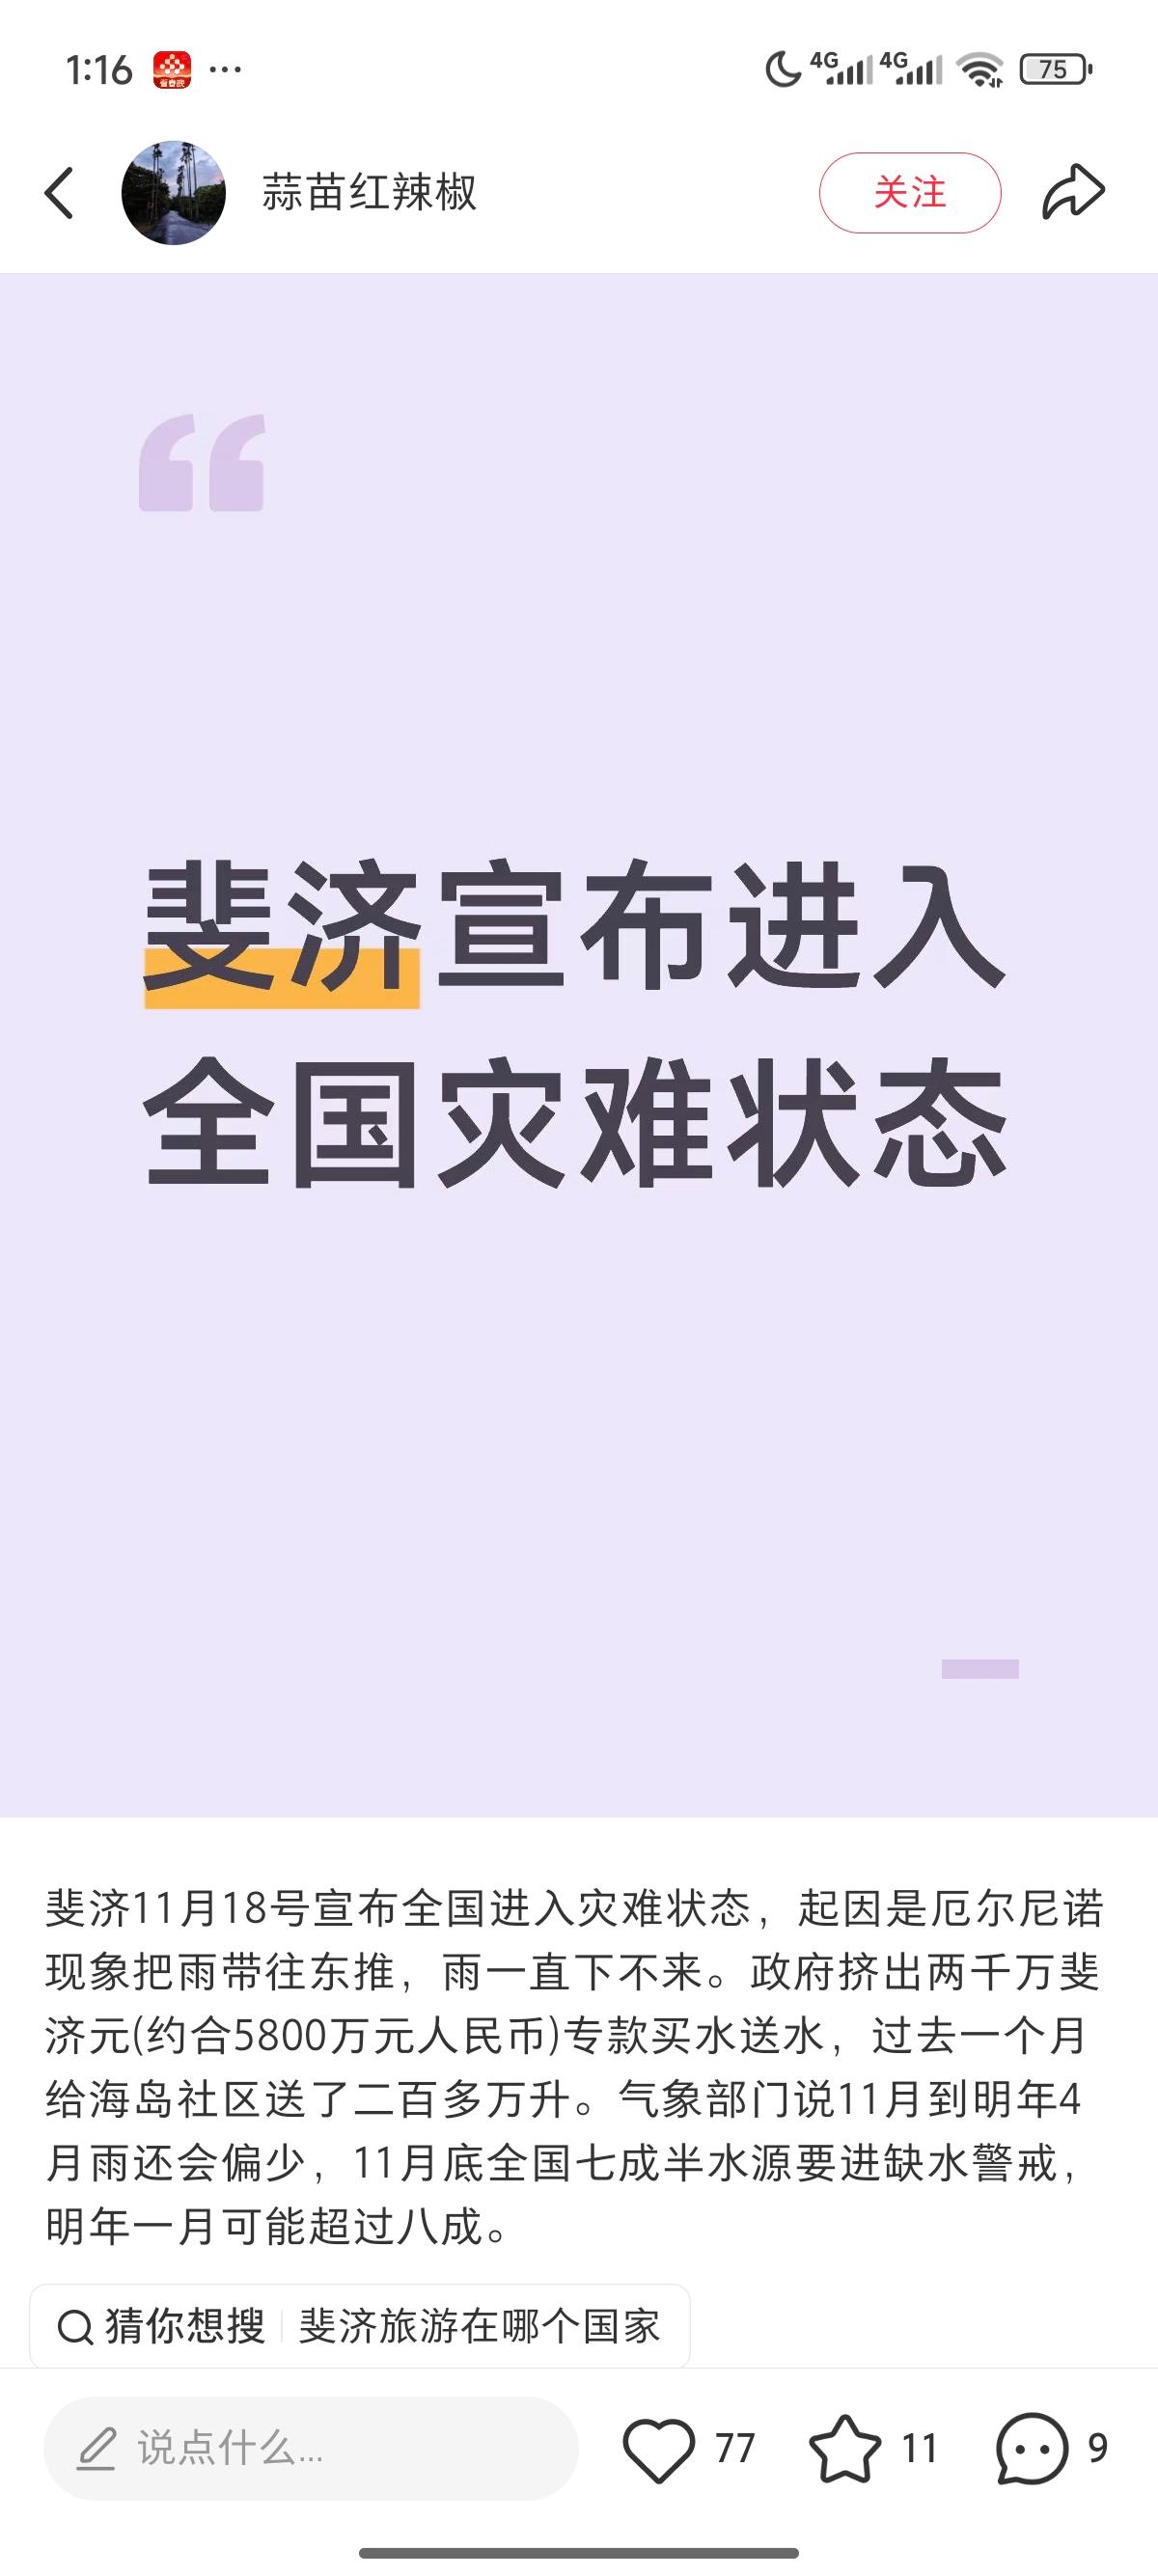 1:16
4G 4G 75
蒜苗红辣椒
关注
斐济宣布进入
全国灾难状态
斐济11月18号宣布全国进入灾难状态，起因是厄尔尼诺
现象把雨带往东推，雨一直下不来。政府挤出两千万斐
济元(约合5800万元人民币)专款买水送水，过去一个月
给海岛社区送了二百多万升。气象部门说11月到明年4
月雨还会偏少，11月底全国七成半水源要进缺水警戒，
明年一月可能超过八成。
猜你想搜 斐济旅游在哪个国家
说点什么...
77
11
9